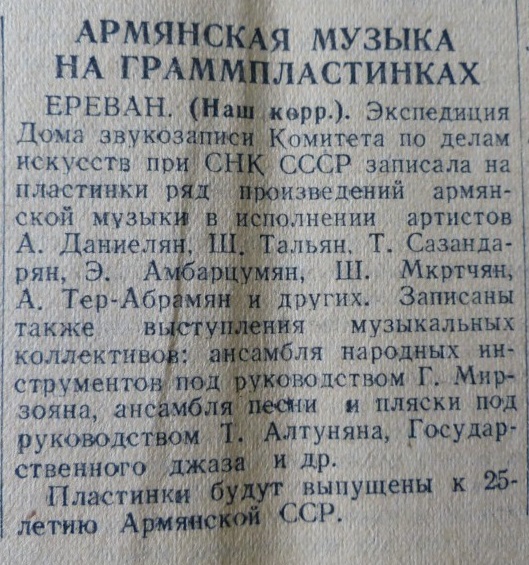 АРМЯНСКАЯ МУЗЫКА
НА ГРАММПЛАСТИНКАХ
ЕРЕВАН. (Наш корр.). Экспедиция
Дома звукозаписи Комитета по делам
искусств при СНК СССР записала на
пластинки ряд произведений армян-
ской музыки в исполнении артистов
А. Даниелян, Ш. Тальян, Т. Сазанда-
рян, Э. Амбарцумян, Ш. Мкртчян,
А. Тер-Абрамян и других. Записаны
также выступления музыкальных
коллективов: ансамбля народных ин-
струментов под руководством Г. Мир-
зояна, ансамбля песни и пляски под
руководством Т. Алтуняна, Государ-
ственного джаза и др.
Пластинки будут выпущены к 25-
летию Армянской ССР.